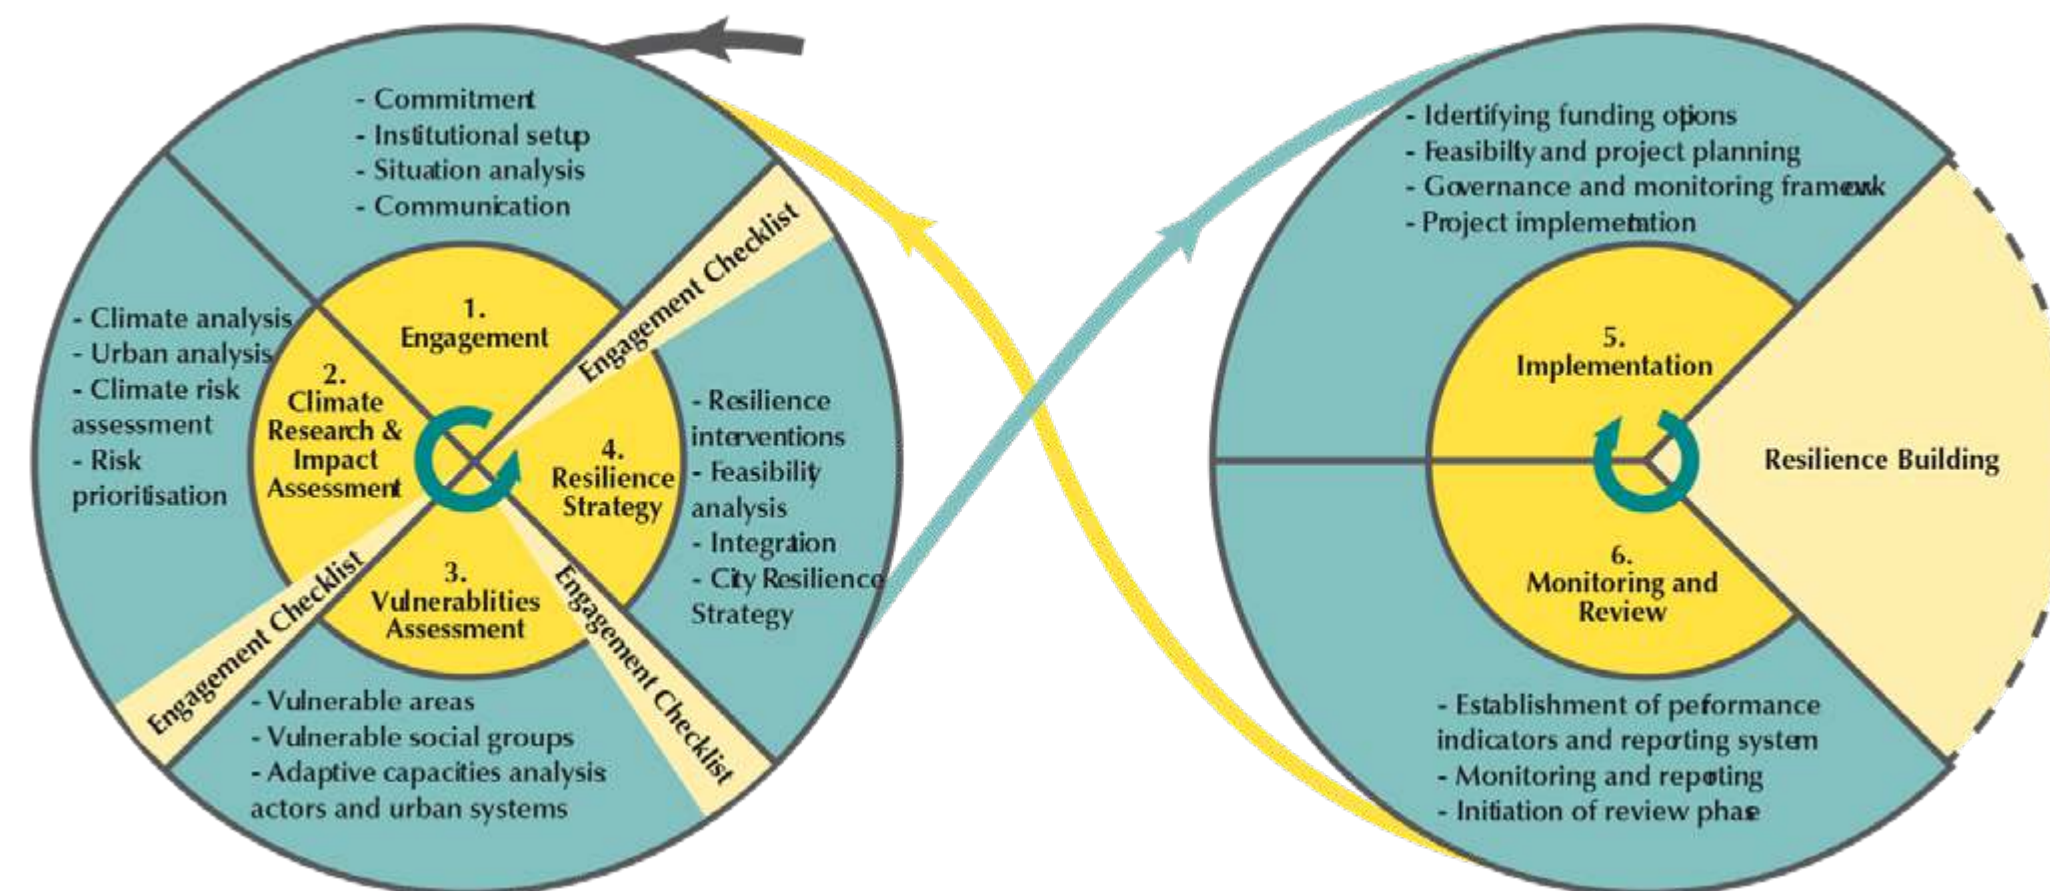 - Commitment
- Institutional setup
- Situation analysis
- Communication
1.
Engagement
Engagement Checklist
- Climate analysis
- Urban analysis
- Climate risk
assessment
- Risk
prioritisation
2.
Climate
Research &
Impact
Assessment
Engagement Checklist
3.
Vulnerablities
Assessment
- Vulnerable areas
- Vulnerable social groups
- Adaptive capacities analysis
actors and urban systems
Engagement Checklist
4.
Resilience
Strategy
- Resilience
interventions
- Feasibility
analysis
- Integration
- City Resilience
Strategy
- Identifying funding options
- Feasibility and project planning
- Governance and monitoring framework
- Project implementation
5.
Implementation
Resilience Building
6.
Monitoring and
Review
- Establishment of performance
indicators and reporting system
- Monitoring and reporting
- Initiation of review phase